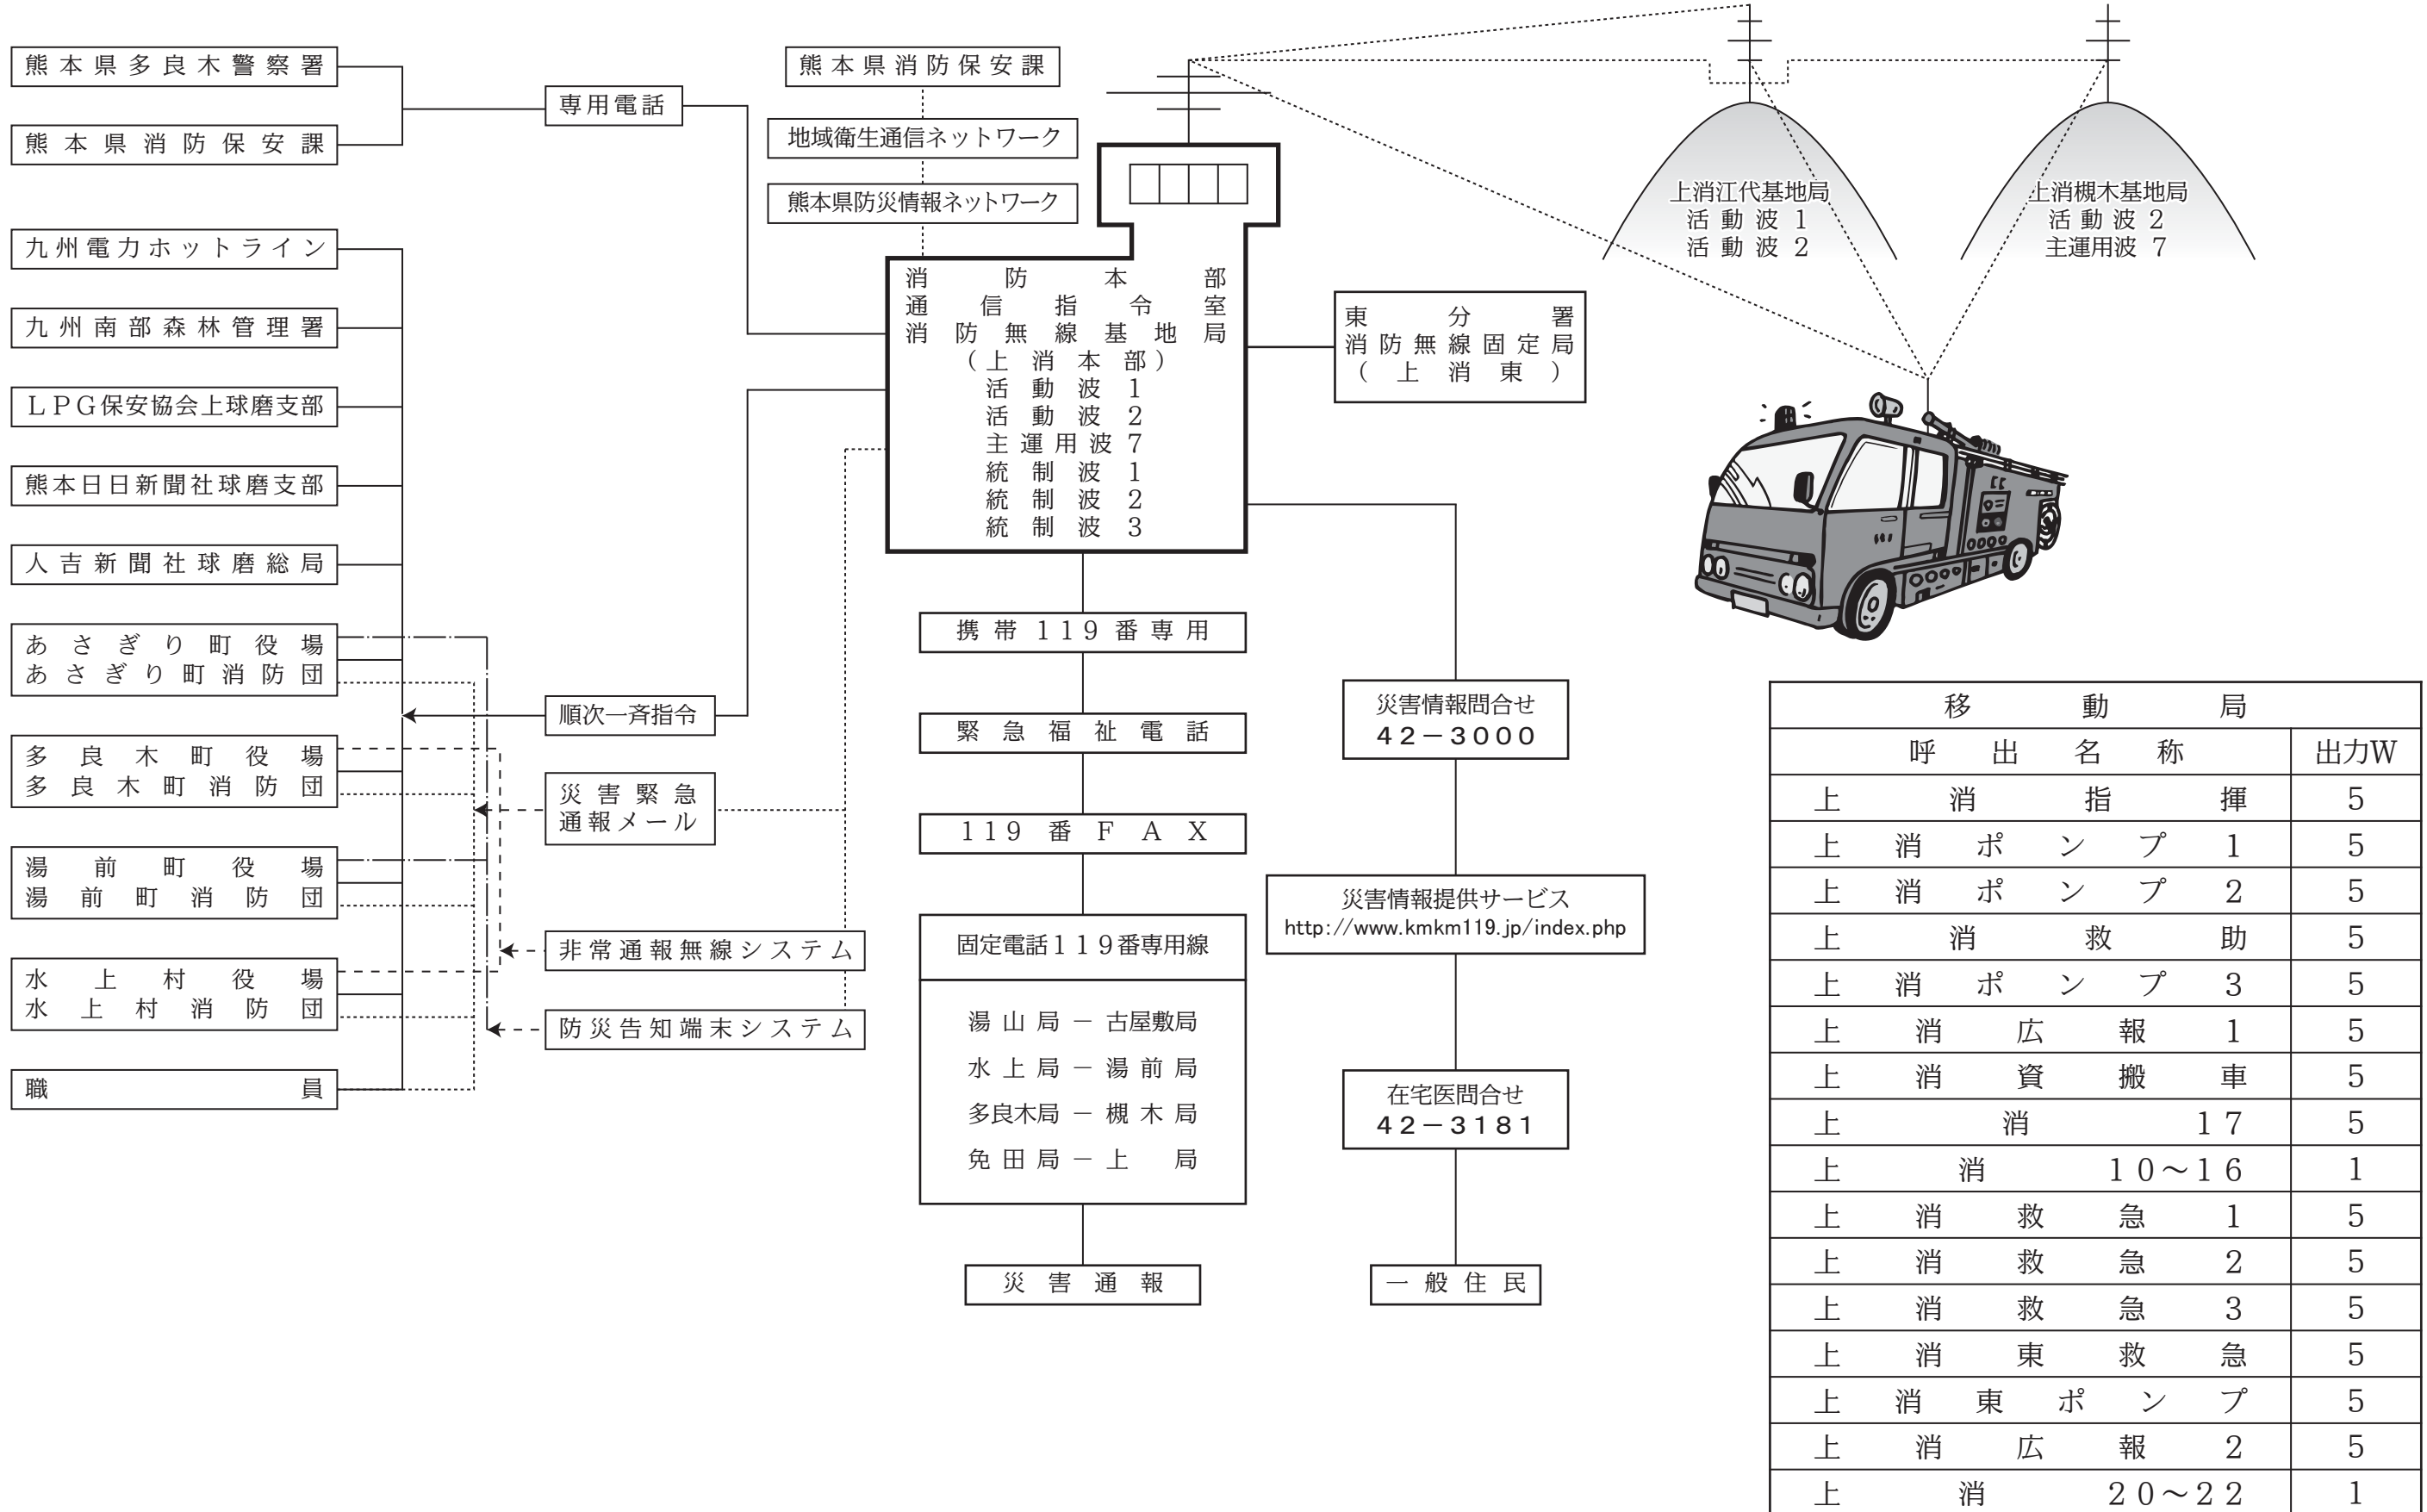 熊本県多良木警察署
熊本県消防保安課
専用電話
九州電力ホットライン
九州南部森林管理署
ＬＰＧ保安協会上球磨支部
熊本日日新聞社球磨支部
人吉新聞社球磨総局
あさぎり町役場
あさぎり町消防団
多良木町役場
多良木町消防団
湯前町役場
湯前町消防団
水上村役場
水上村消防団
職員
順次一斉指令
災害緊急
通報メール
非常通報無線システム
防災告知端末システム
熊本県消防保安課
地域衛生通信ネットワーク
熊本県防災情報ネットワーク
消防本部
通信指令室
消防無線基地局
（上消本部）
活動波１
活動波２
主運用波７
統制波１
統制波２
統制波３
携帯１１９番専用
緊急福祉電話
１１９番ＦＡＸ
固定電話１１９番専用線
湯山局－古屋敷局
水上局－湯前局
多良木局－槻木局
免田局－上局
災害通報
東分署
消防無線固定局
（上消東）
災害情報問合せ
４２－３０００
災害情報提供サービス
http://www.kmkm119.jp/index.php
在宅医問合せ
４２－３１８１
一般住民
上消江代基地局
活動波１
活動波２
上消槻木基地局
活動波２
主運用波７
移動局
呼出名称 出力W
上消指揮 ５
上消ポンプ１ ５
上消ポンプ２ ５
上消救助 ５
上消ポンプ３ ５
上消広報１ ５
上消資搬車 ５
上消１７ ５
上消１０～１６ １
上消救急１ ５
上消救急２ ５
上消救急３ ５
上消東救急 ５
上消東ポンプ ５
上消広報２ ５
上消２０～２２ １